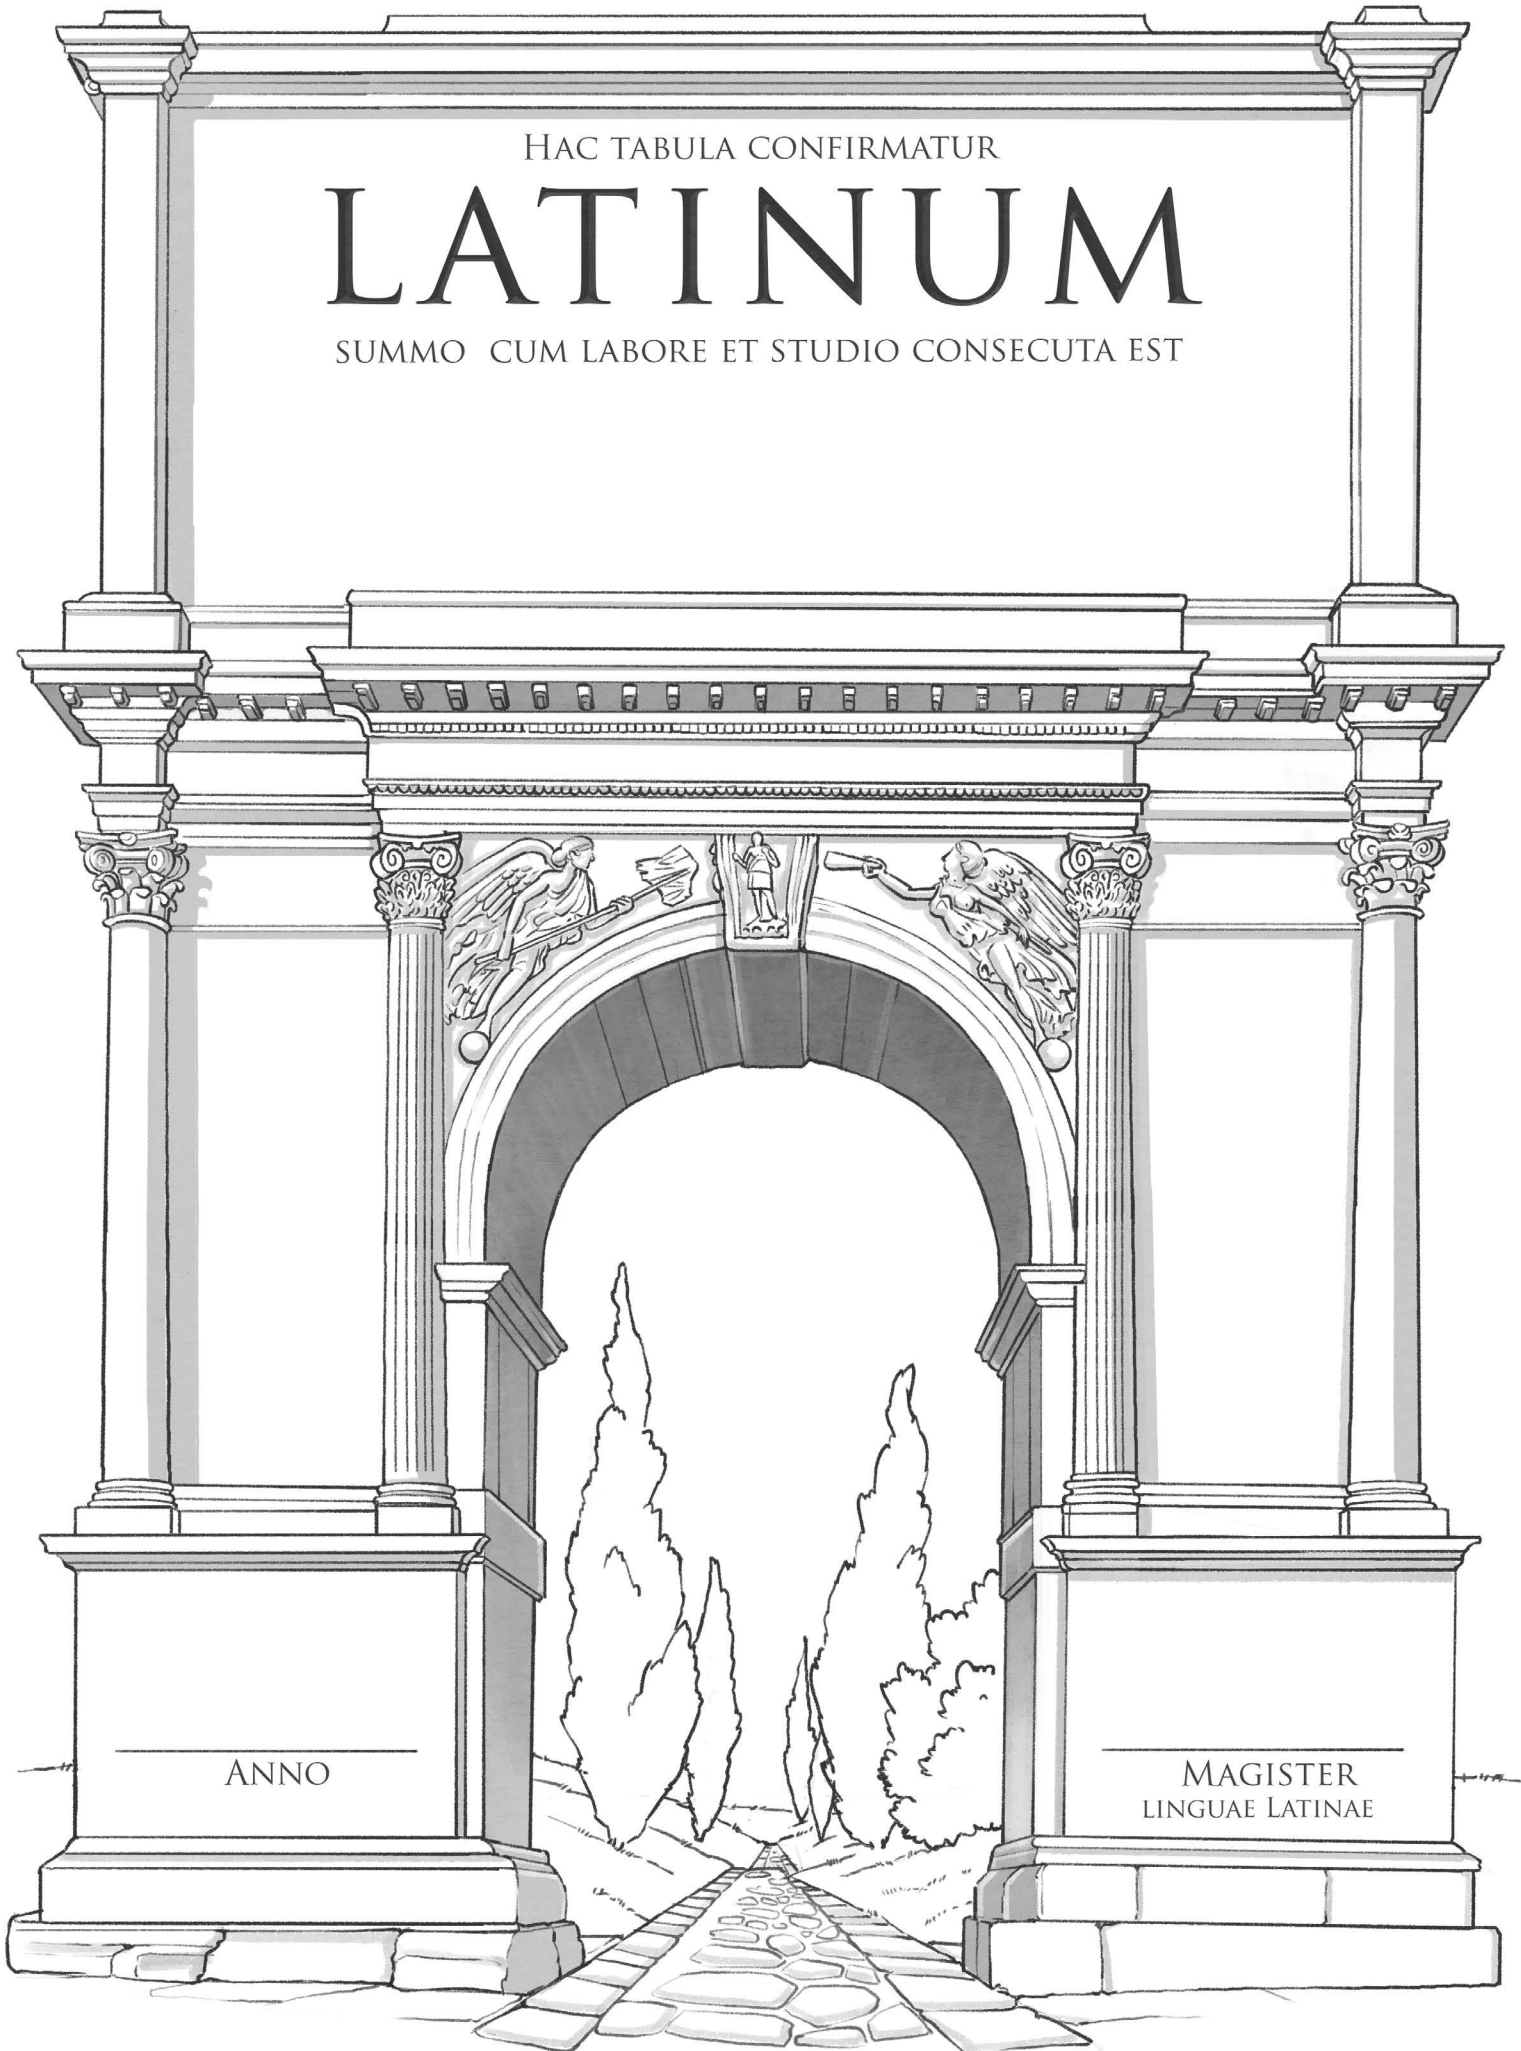 HAC TABULA CONFIRMATUR
LATINUM
SUMMO CUM LABORE ET STUDIO CONSECUTA EST
ANNO
MAGISTER
LINGUAE LATINAE